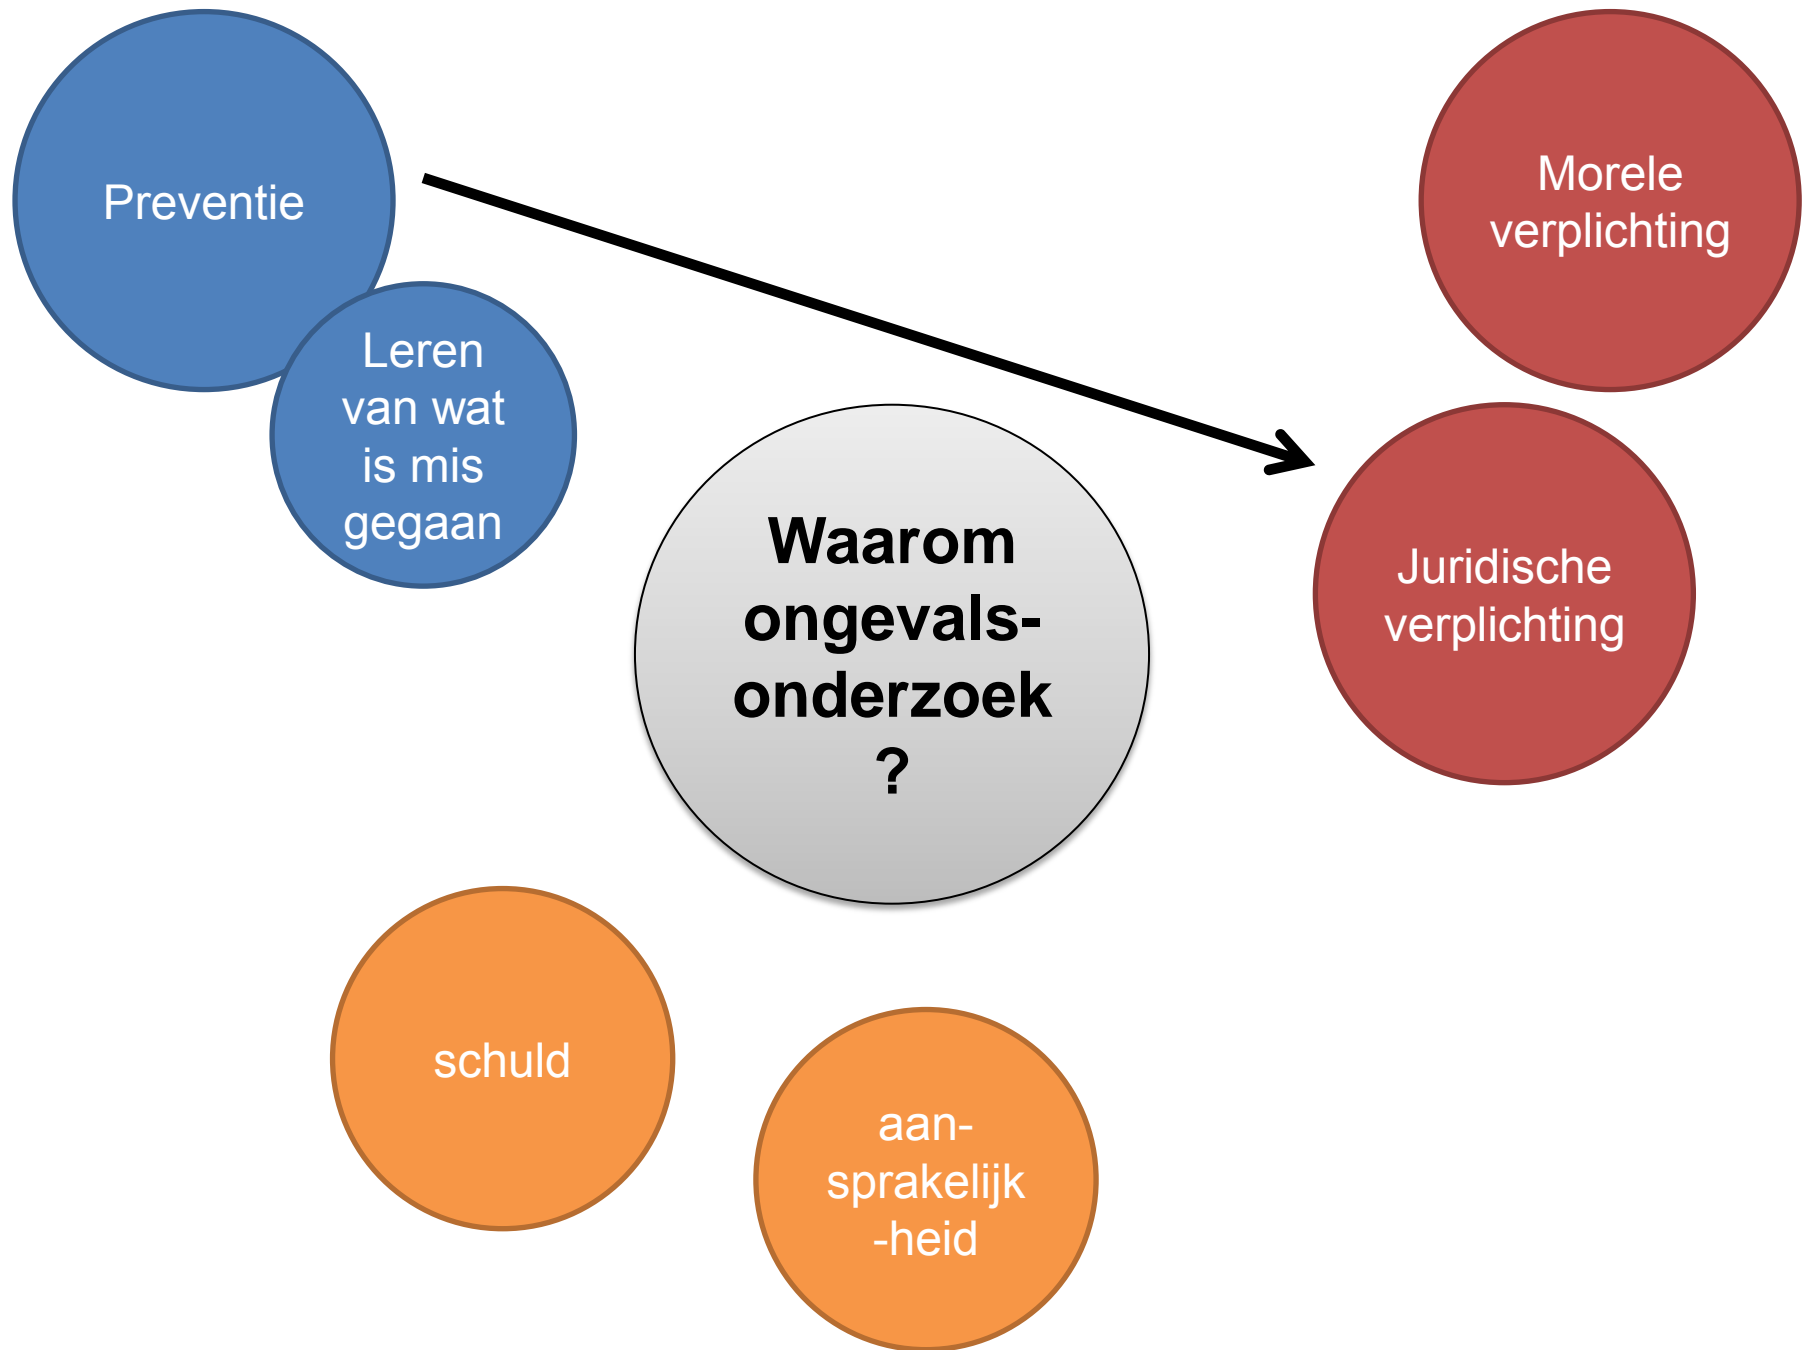 Preventie
Leren
van wat
is mis
gegaan
Morele
verplichting
Juridische
verplichting
Waarom
ongevals-
onderzoek
?
schuld
aan-
sprakelijk
-heid